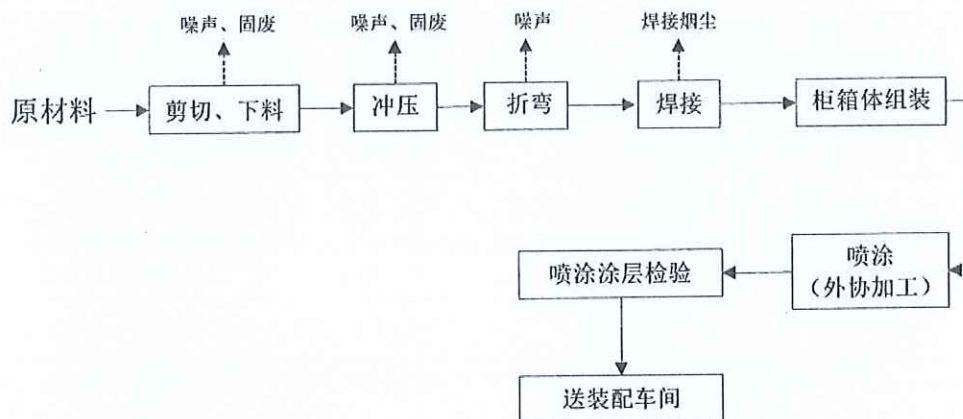 噪声、固废
噪声、固废
噪声
焊接烟尘
原材料
剪切、下料
冲压
折弯
焊接
柜箱体组装
喷涂
（外协加工）
喷涂涂层检验
送装配车间